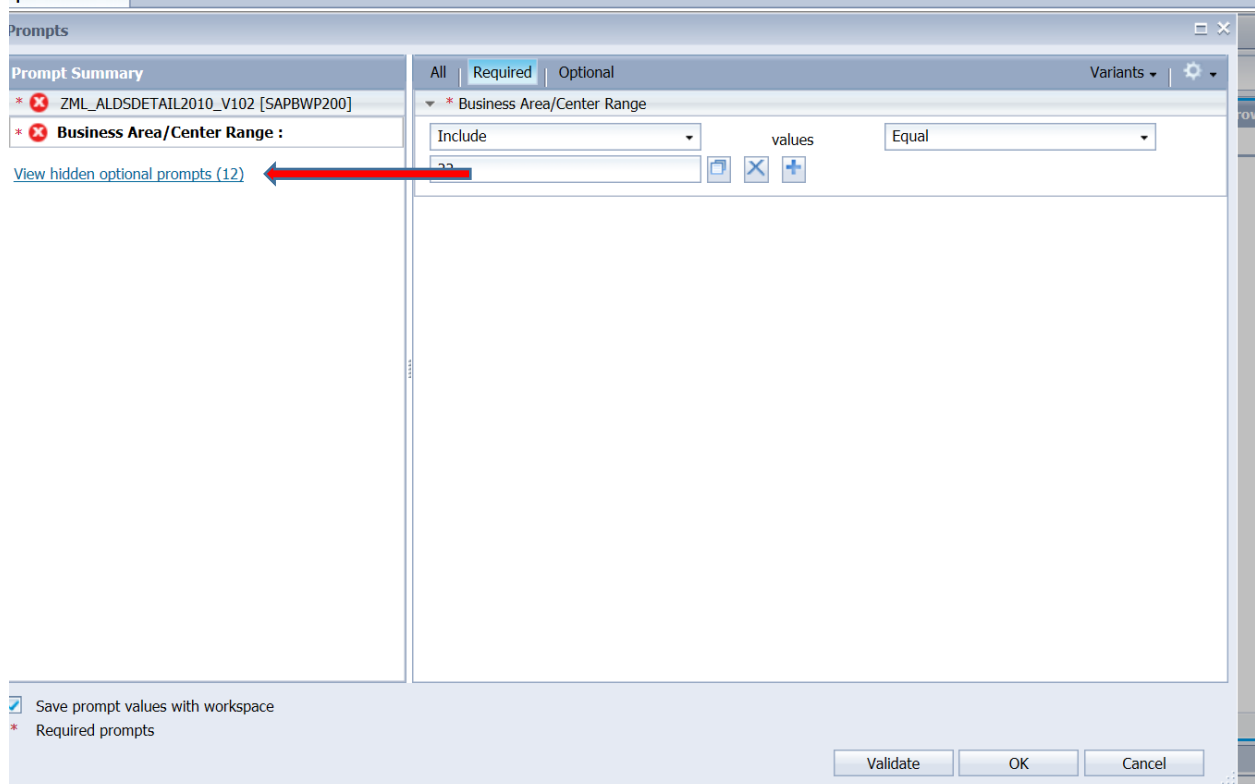 Prompts
Prompt Summary
All Required Optional Variants
* ZML_ALDSDETAIL2010_V102 [SAPBWP200]
* Business Area/Center Range
* Business Area/Center Range :
Include values Equal
View hidden optional prompts (12)
Save prompt values with workspace
* Required prompts
Validate OK Cancel